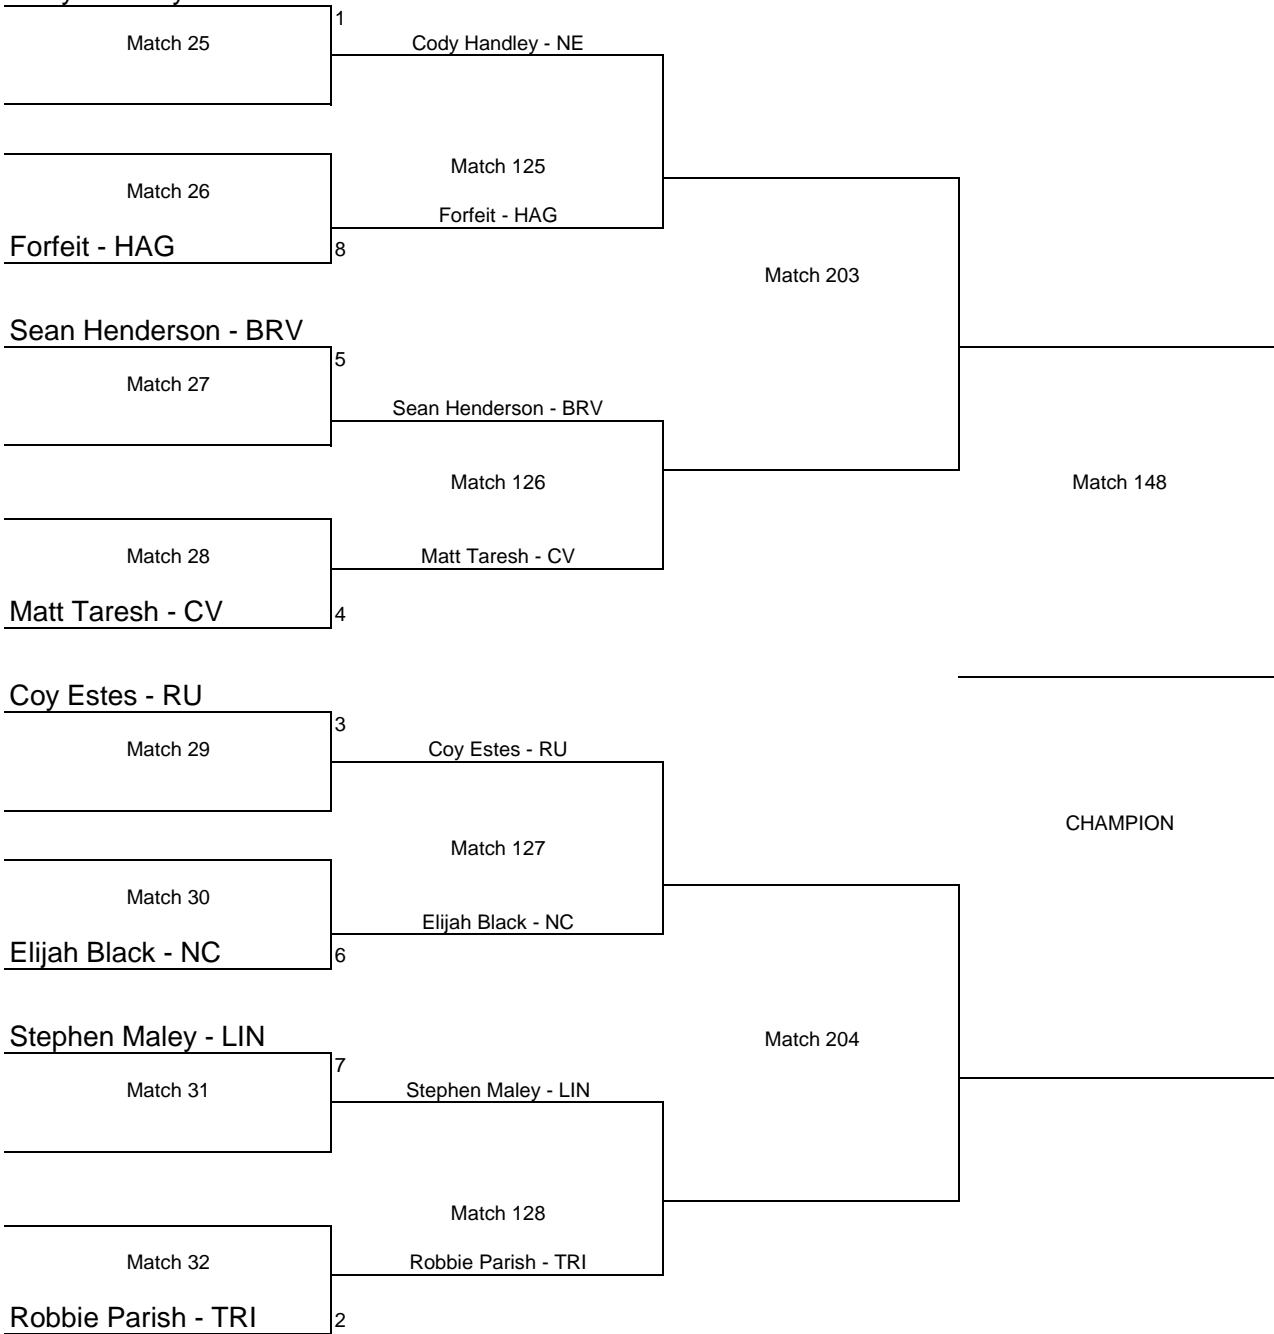 1
Match 25
Cody Handley - NE
Match 125
Match 26
Forfeit - HAG
Forfeit - HAG
8
Match 203
Sean Henderson - BRV
5
Match 27
Sean Henderson - BRV
Match 126
Match 148
Match 28
Matt Taresh - CV
Matt Taresh - CV
4
Coy Estes - RU
3
Match 29
Coy Estes - RU
CHAMPION
Match 127
Match 30
Elijah Black - NC
Elijah Black - NC
6
Stephen Maley - LIN
Match 204
7
Match 31
Stephen Maley - LIN
Match 128
Match 32
Robbie Parish - TRI
Robbie Parish - TRI
2